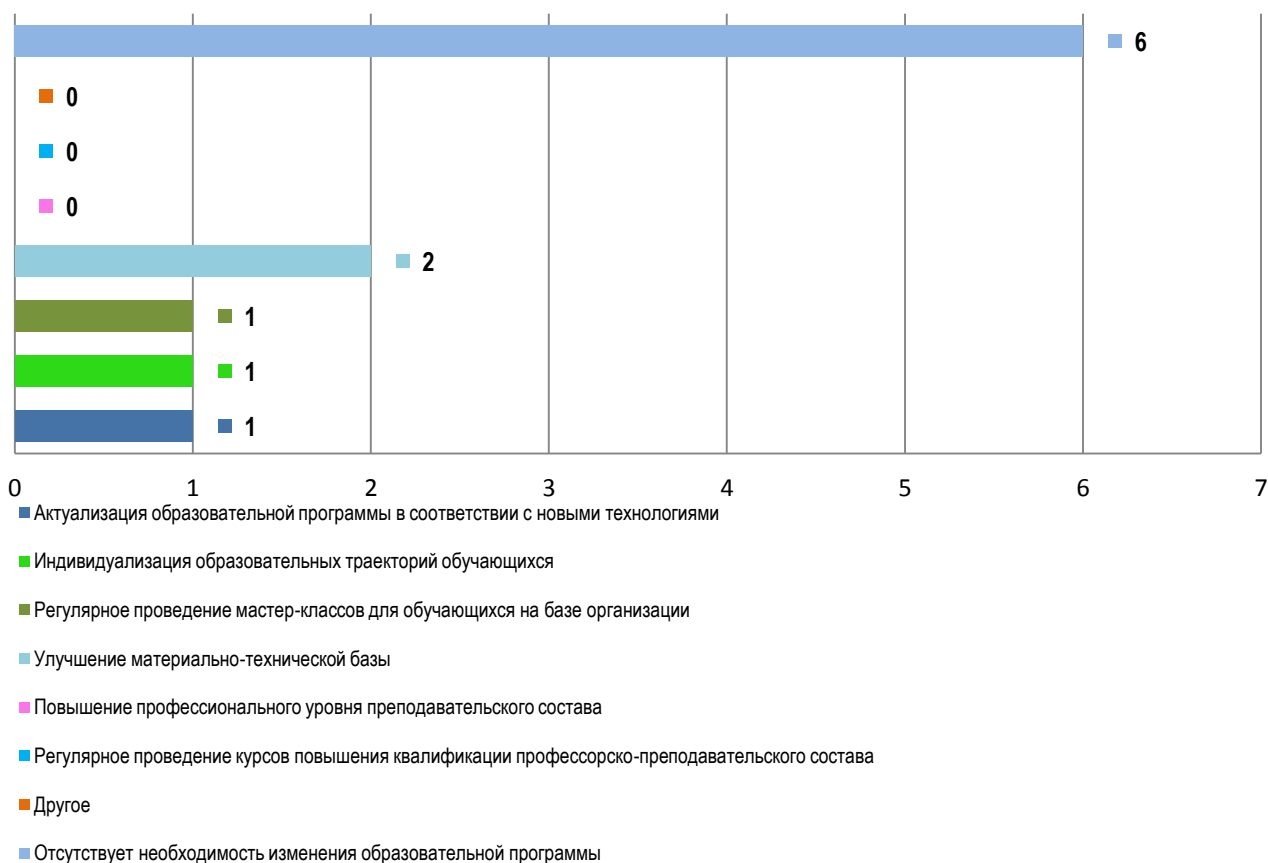 6
0
0
0
2
1
1
1
0 1 2 3 4 5 6 7
Актуализация образовательной программы в соответствии с новыми технологиями
Индивидуализация образовательных траекторий обучающихся
Регулярное проведение мастер-классов для обучающихся на базе организации
Улучшение материально-технической базы
Повышение профессионального уровня преподавательского состава
Регулярное проведение курсов повышения квалификации профессорско-преподавательского состава
Другое
Отсутствует необходимость изменения образовательной программы